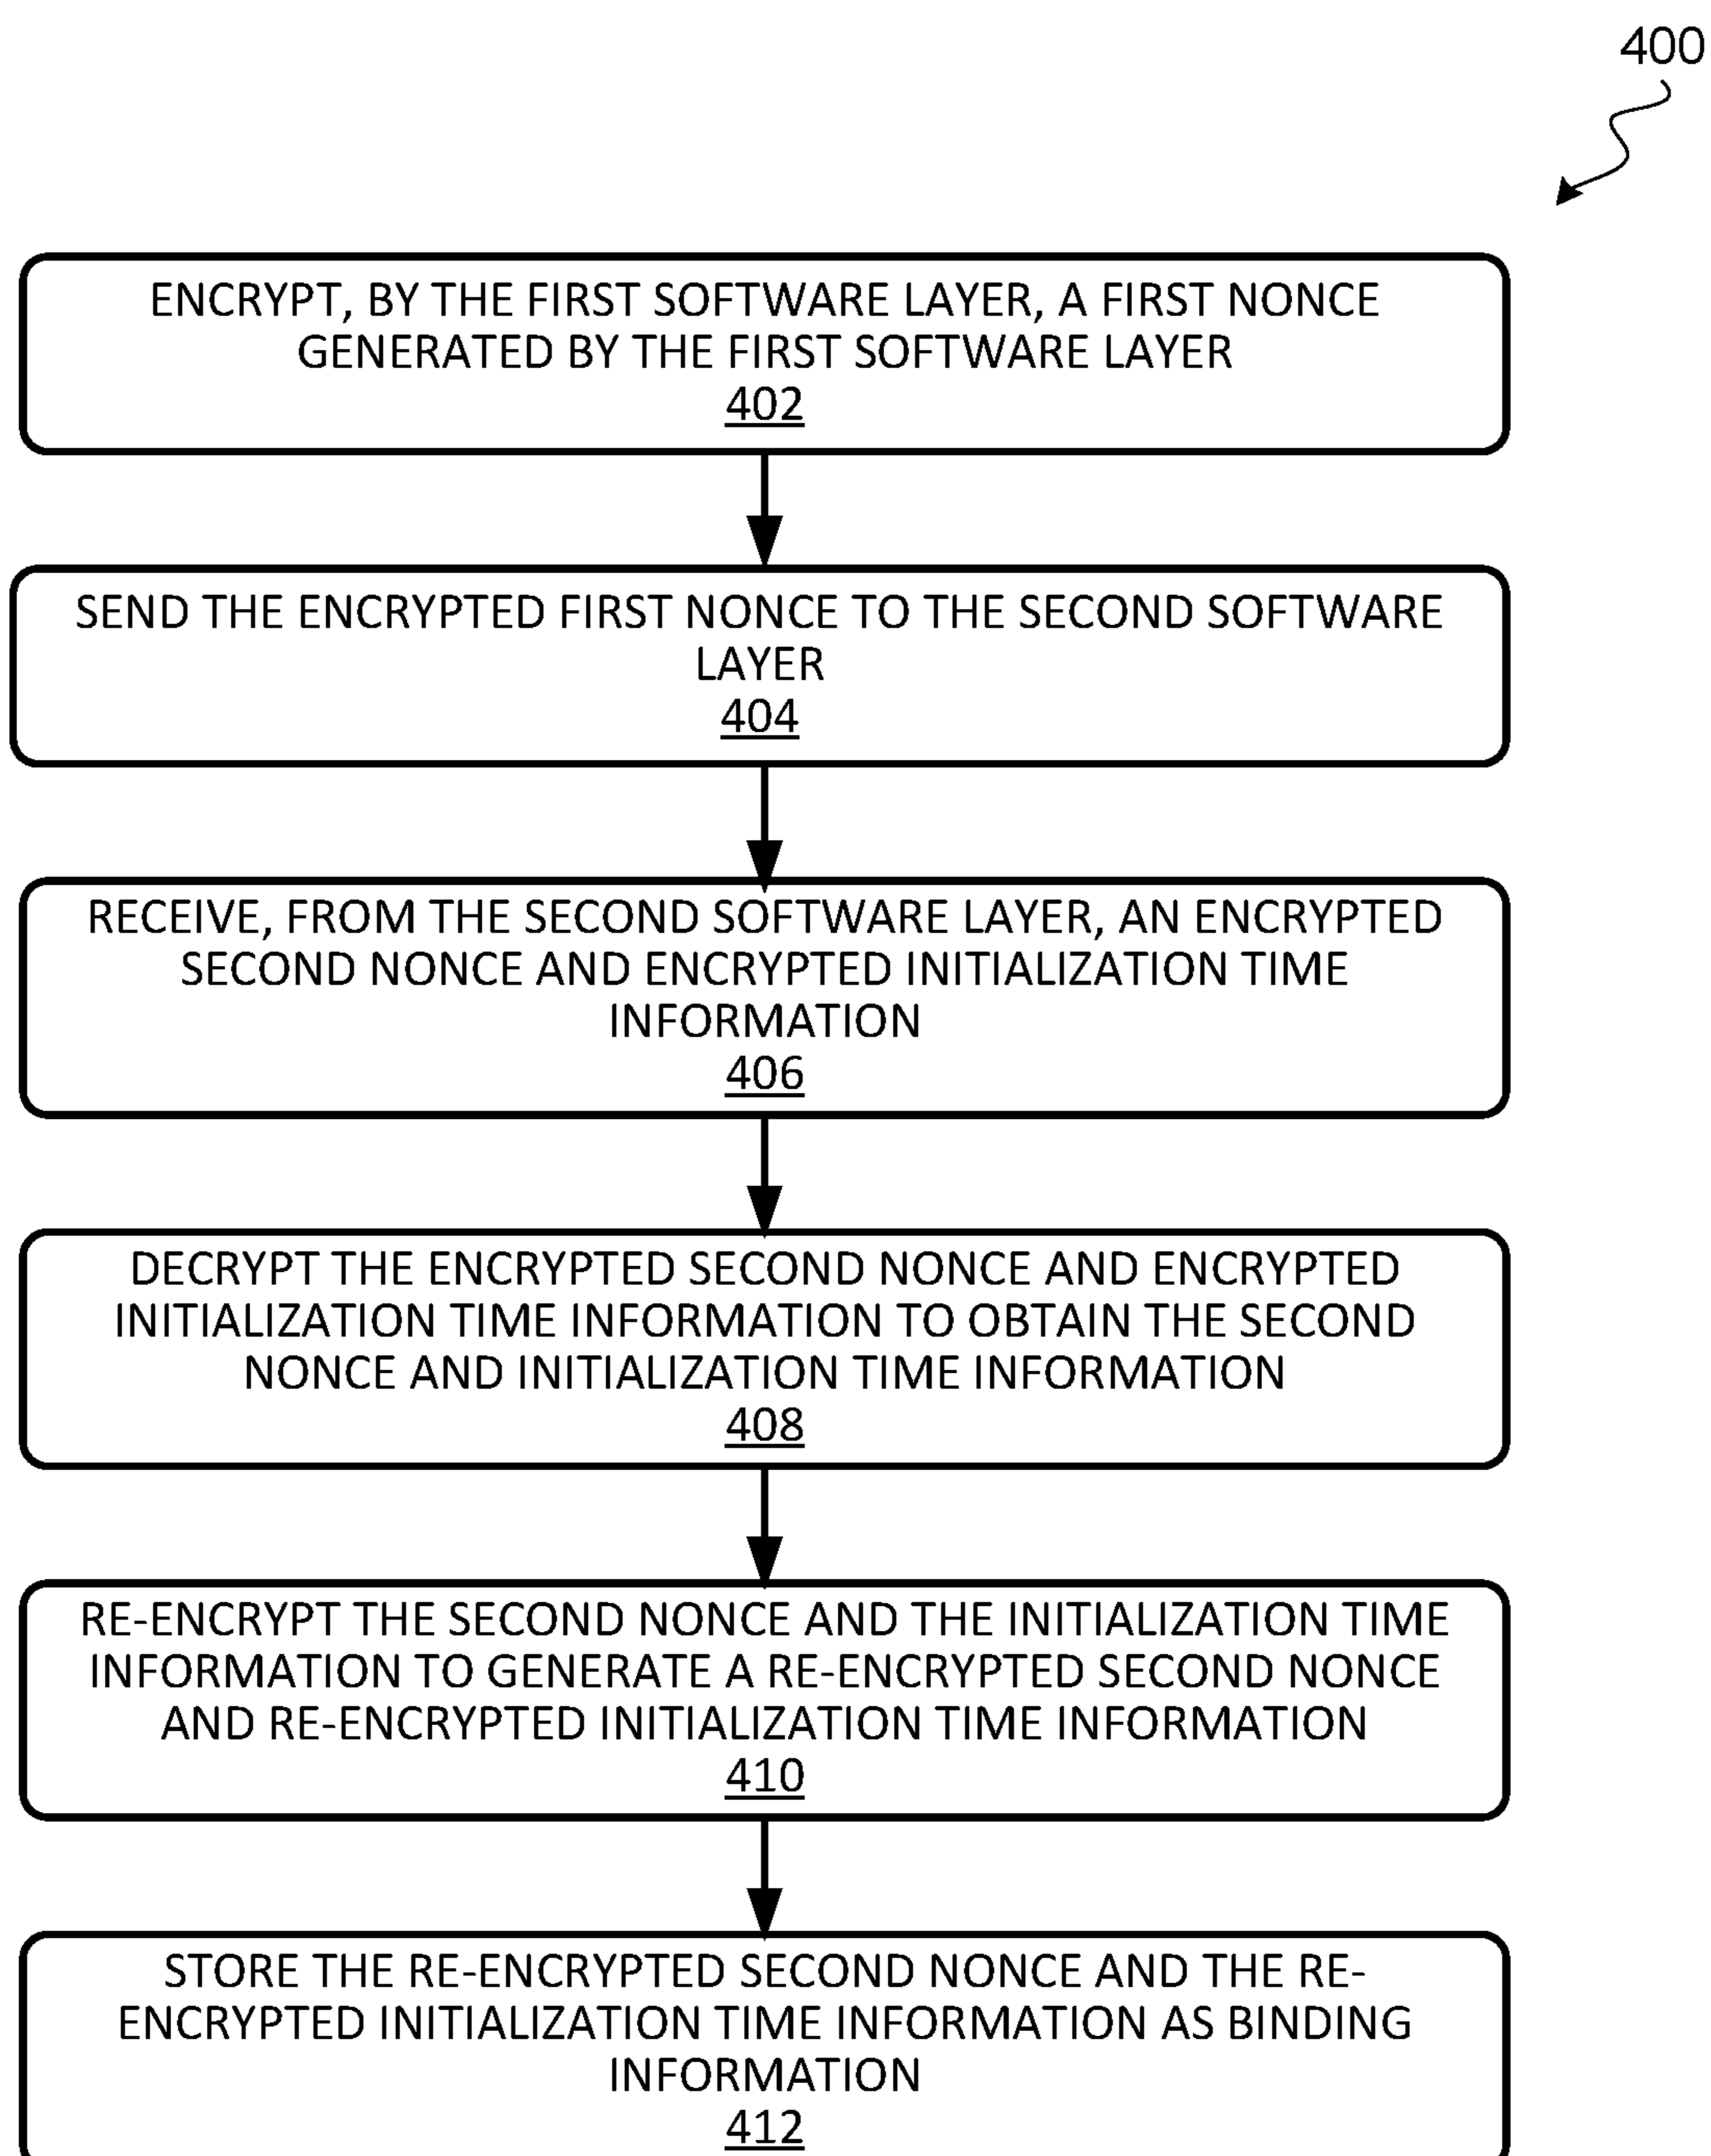 400
ENCRYPT, BY THE FIRST SOFTWARE LAYER, A FIRST NONCE
GENERATED BY THE FIRST SOFTWARE LAYER
402
SEND THE ENCRYPTED FIRST NONCE TO THE SECOND SOFTWARE
LAYER
404
RECEIVE, FROM THE SECOND SOFTWARE LAYER, AN ENCRYPTED
SECOND NONCE AND ENCRYPTED INITIALIZATION TIME
INFORMATION
406
DECRYPT THE ENCRYPTED SECOND NONCE AND ENCRYPTED
INITIALIZATION TIME INFORMATION TO OBTAIN THE SECOND
NONCE AND INITIALIZATION TIME INFORMATION
408
RE-ENCRYPT THE SECOND NONCE AND THE INITIALIZATION TIME
INFORMATION TO GENERATE A RE-ENCRYPTED SECOND NONCE
AND RE-ENCRYPTED INITIALIZATION TIME INFORMATION
410
STORE THE RE-ENCRYPTED SECOND NONCE AND THE RE-
ENCRYPTED INITIALIZATION TIME INFORMATION AS BINDING
INFORMATION
412